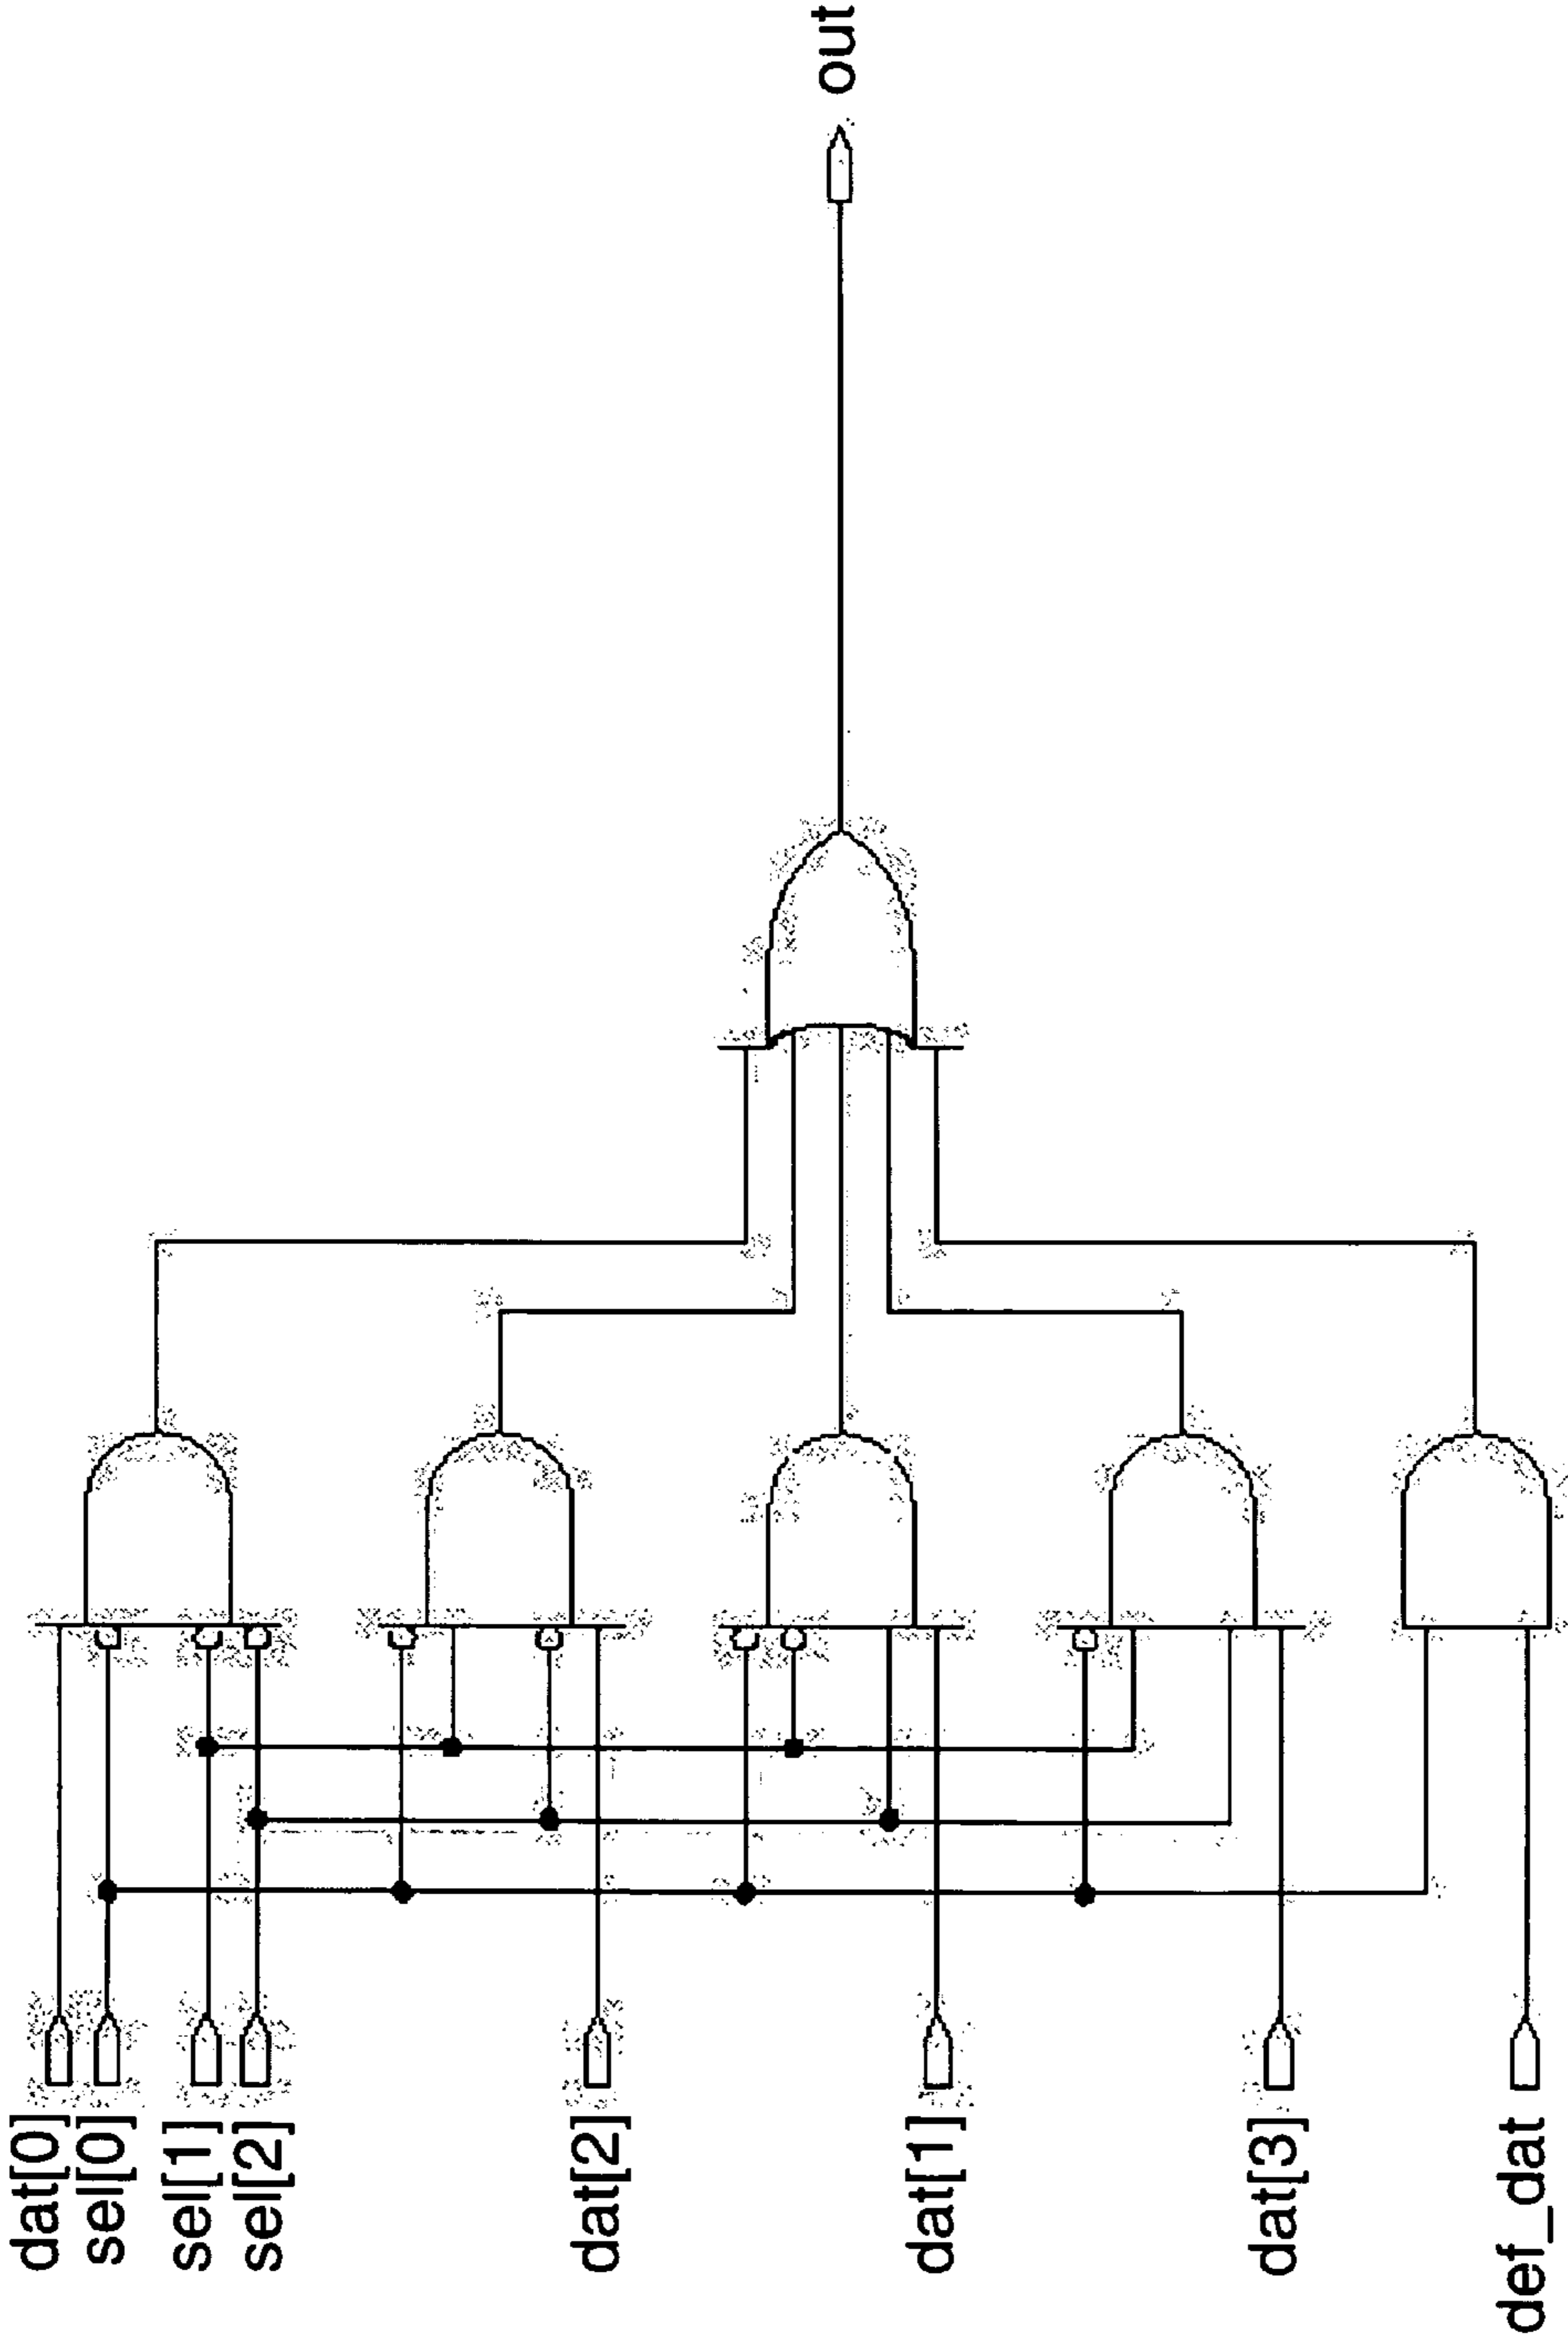 dat[0]
sel[0]
sel[1]
sel[2]
dat[2]
dat[1]
dat[3]
def_dat
out